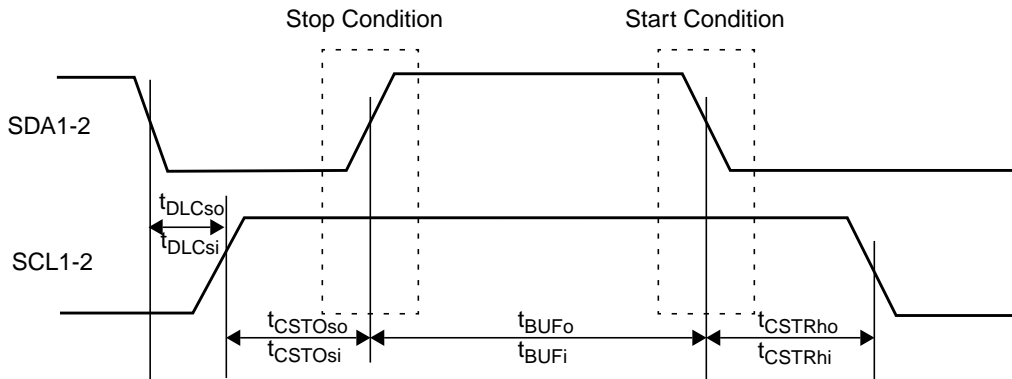 Stop Condition
Start Condition
SDA1-2
tDLCso
tDLCsi
SCL1-2
tCSTOso
tCSTOsi
tBUFo
tBUFi
tCSTRho
tCSTRhi